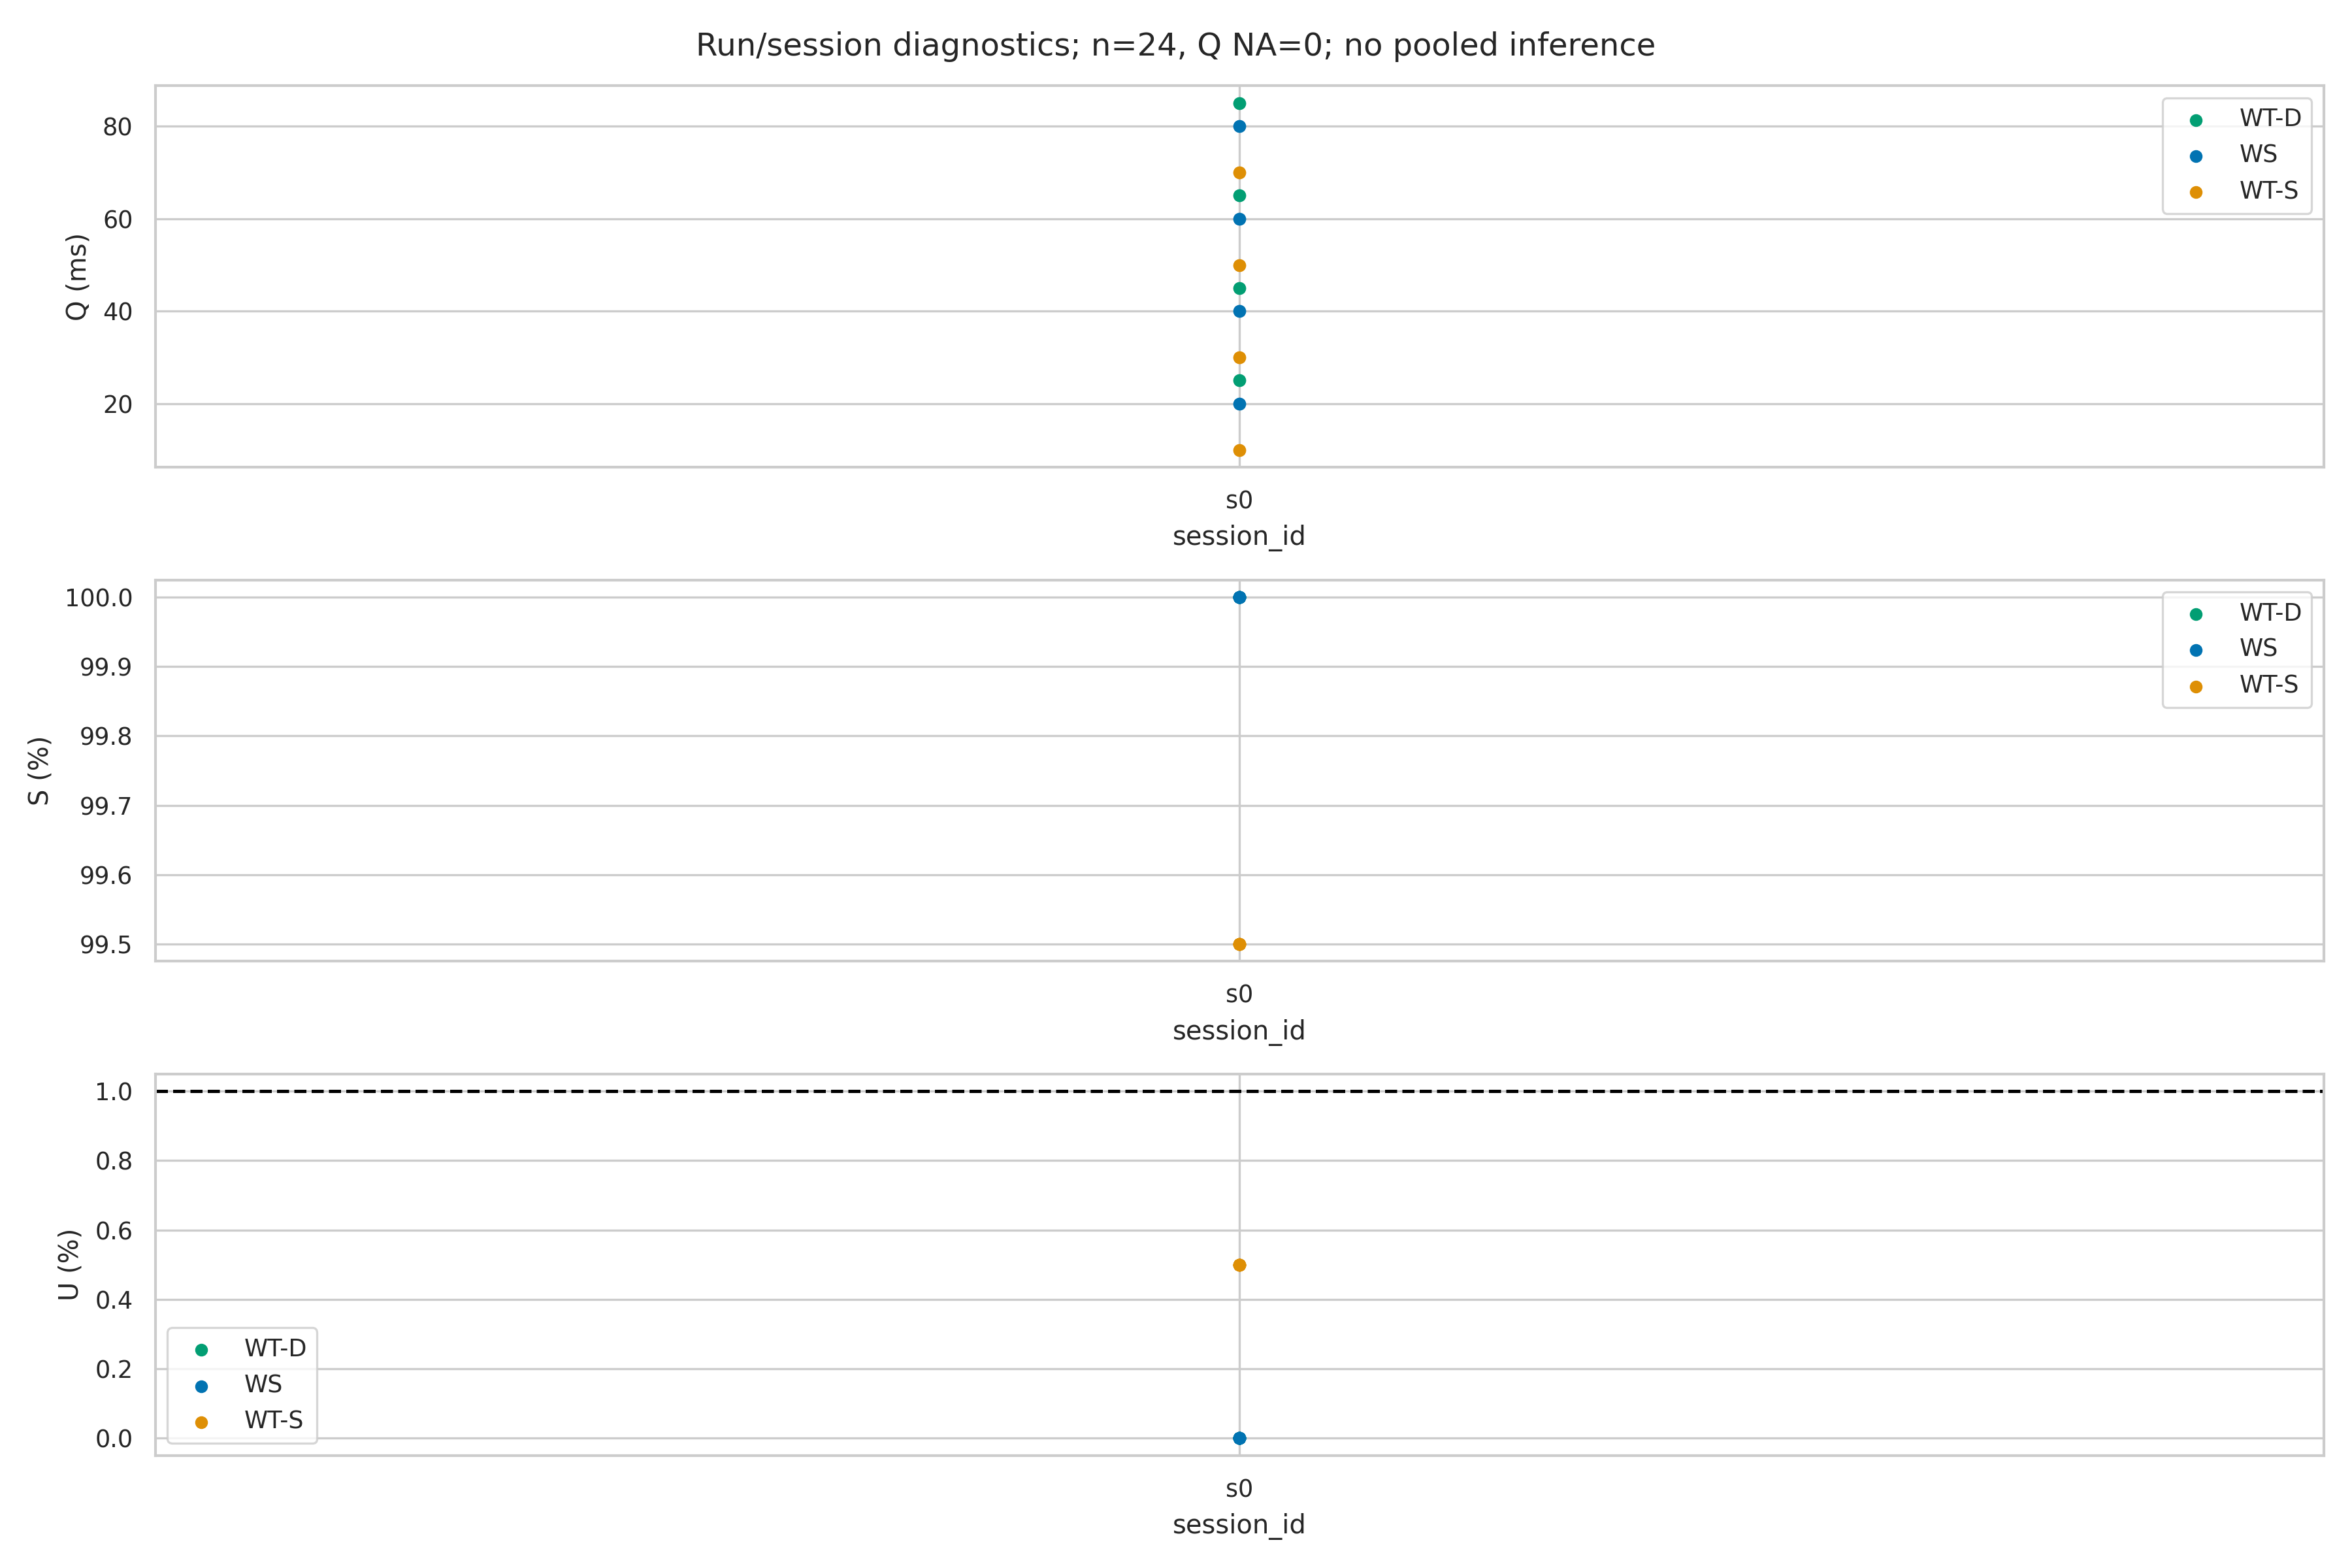 Run/session diagnostics; n=24, Q NA=0; no pooled inference
Q (ms)
80
60
40
20
WT-D
WS
WT-S
s0
session_id
S (%)
100.0
99.9
99.8
99.7
99.6
99.5
WT-D
WS
WT-S
s0
session_id
U (%)
1.0
0.8
0.6
0.4
0.2
0.0
WT-D
WS
WT-S
s0
session_id